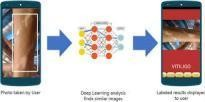 VITILIGO
Photo taken by User
Deep Learning analysis
finds similar images
Labeled results displayed
to user